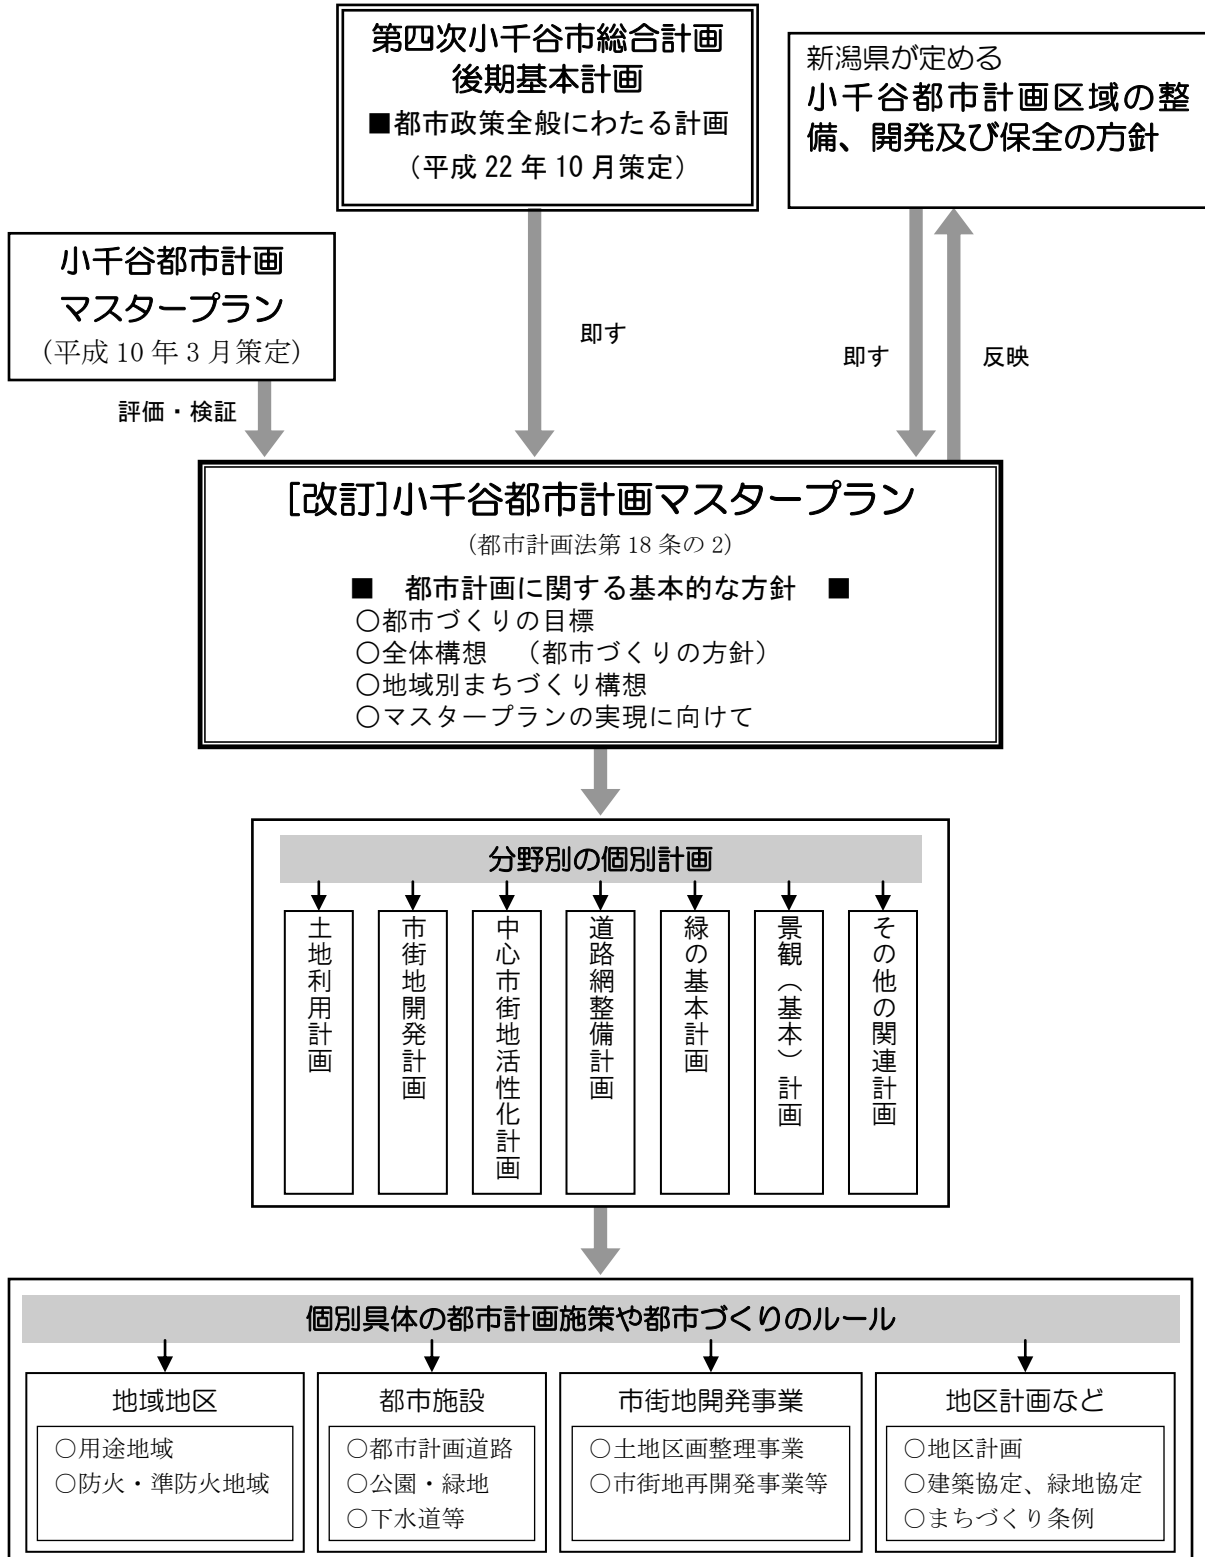 第四次小千谷市総合計画
後期基本計画
■都市政策全般にわたる計画
（平成 22 年 10 月策定）
新潟県が定める
小千谷都市計画区域の整
備、開発及び保全の方針
小千谷都市計画
マスタープラン
（平成 10 年 3 月策定）
即す
即す
反映
評価・検証
[改訂]小千谷都市計画マスタープラン
（都市計画法第 18 条の 2）
■　都市計画に関する基本的な方針　■
○都市づくりの目標
○全体構想　（都市づくりの方針）
○地域別まちづくり構想
○マスタープランの実現に向けて
分野別の個別計画
土地利用計画
市街地開発計画
中心市街地活性化計画
道路網整備計画
緑の基本計画
景観（基本）計画
その他の関連計画
個別具体の都市計画施策や都市づくりのルール
地域地区
○用途地域
○防火・準防火地域
都市施設
○都市計画道路
○公園・緑地
○下水道等
市街地開発事業
○土地区画整理事業
○市街地再開発事業等
地区計画など
○地区計画
○建築協定、緑地協定
○まちづくり条例